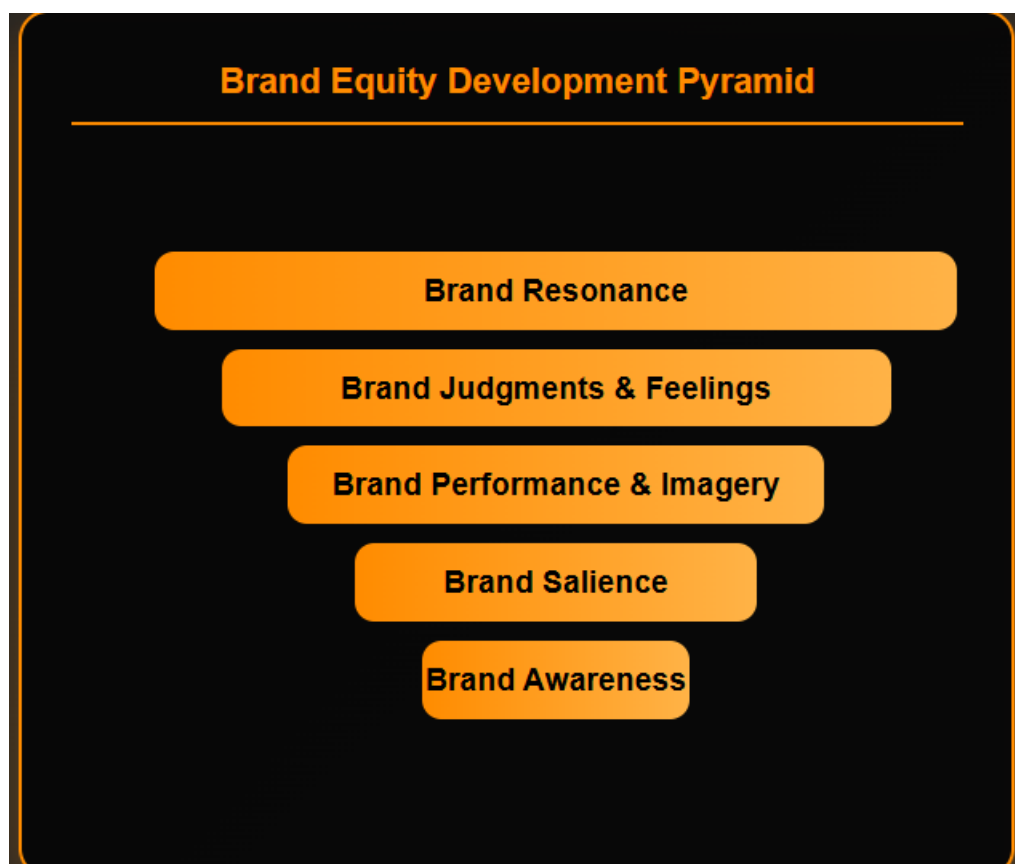 Brand Equity Development Pyramid
Brand Resonance
Brand Judgments & Feelings
Brand Performance & Imagery
Brand Salience
Brand Awareness